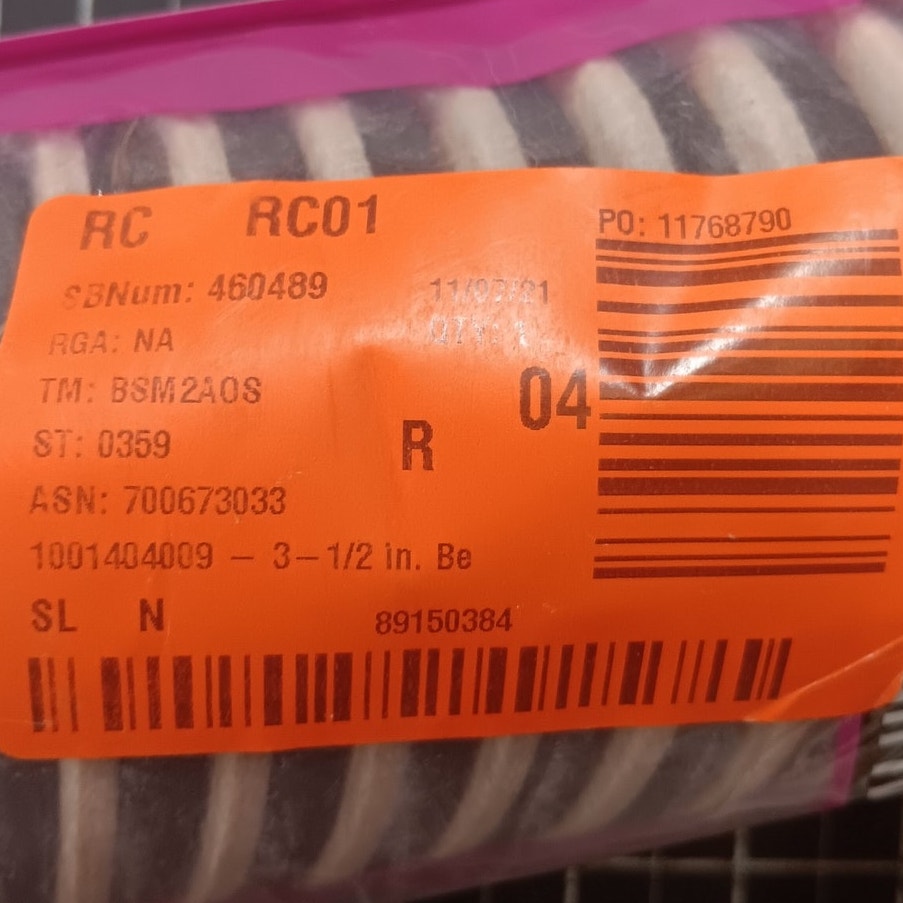 RC RC01
PO: 11768790
SBNum: 460489
RGA: NA
TM: BSM2AOS
04
ST: 0359
R
ASN: 700673033
1001404009 – 3–1/2 in. Be
SL N
89150384